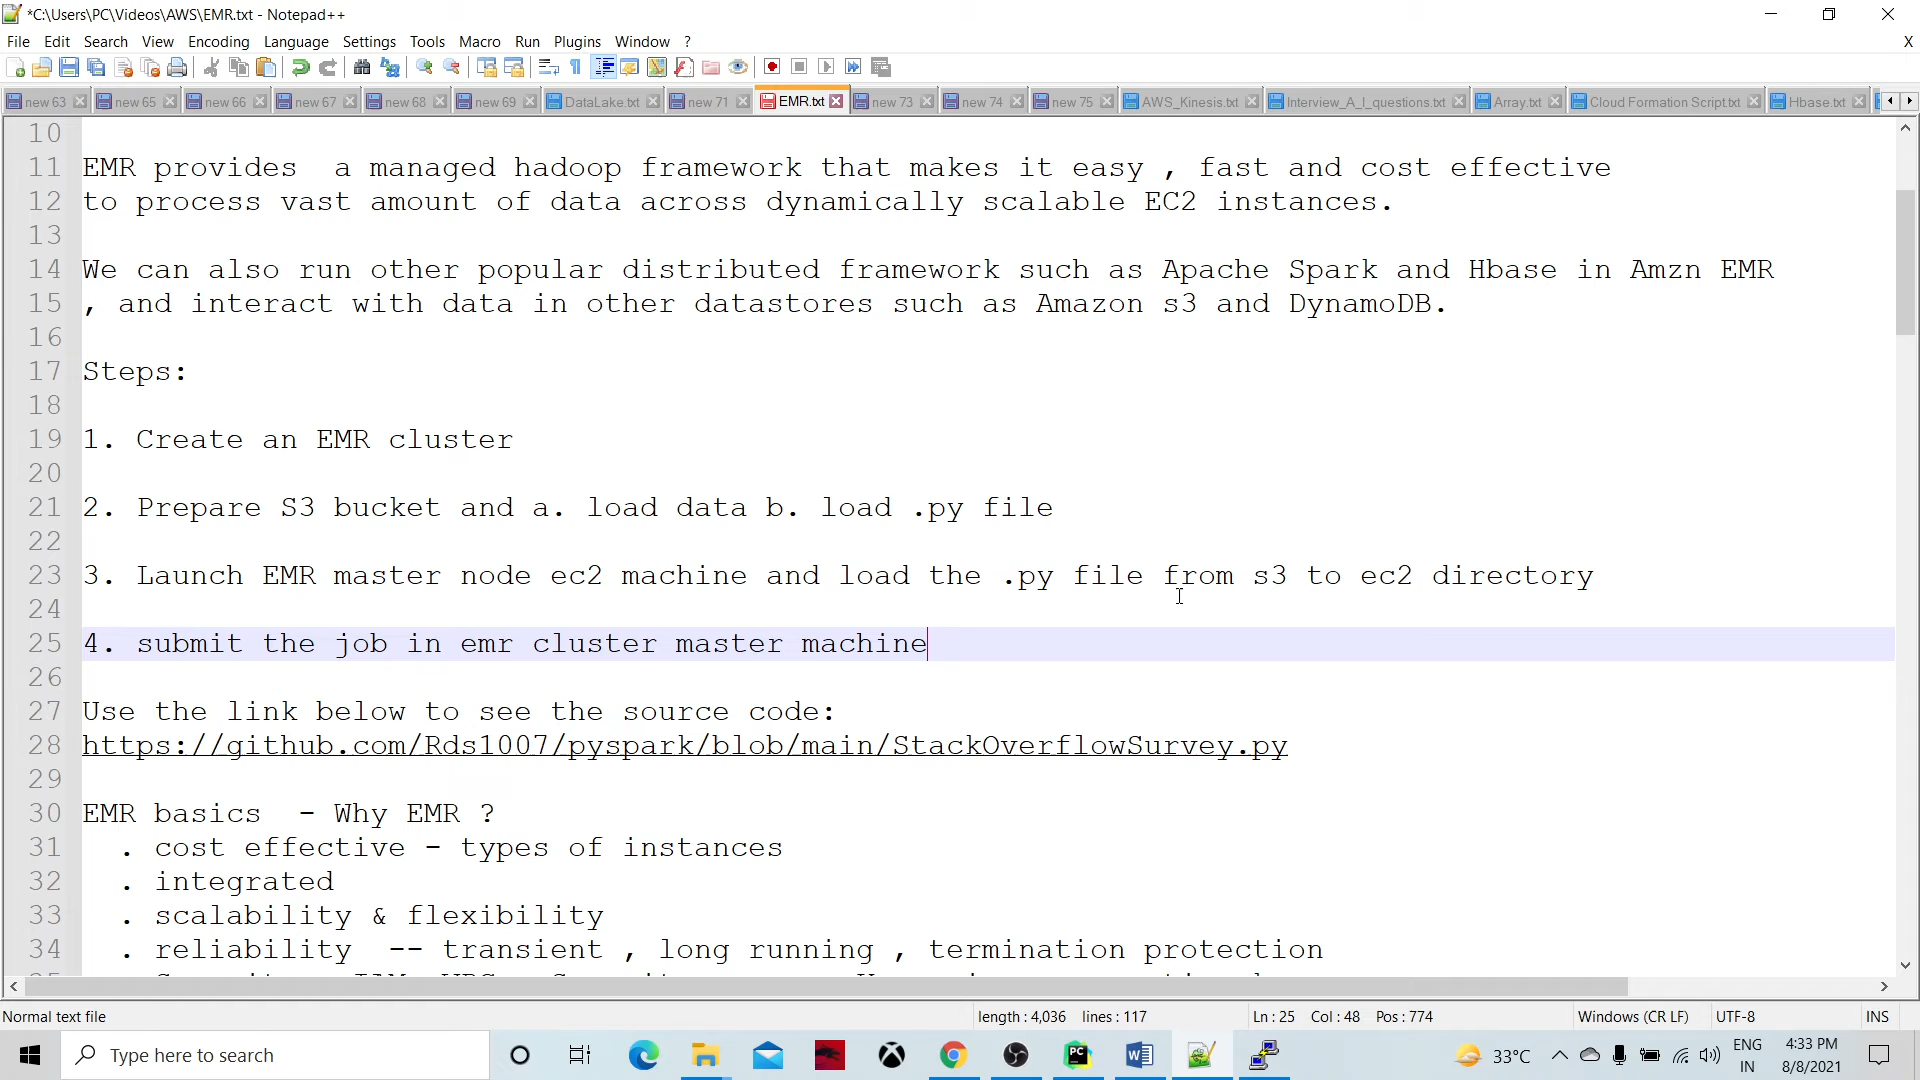 *C:\Users\PC\Videos\AWS\EMR.txt - Notepad++
File Edit Search View Encoding Language Settings Tools Macro Run Plugins Window ? X
new 63 new 65 new 66 new 67 new 68 new 69 DataLake.txt new 71 EMR.txt new 73 new 74 new 75 AWS_Kinesis.txt Interview_A_I_questions.txt Array.txt Cloud Formation Script.txt Hbase.txt
10
11 EMR provides  a managed hadoop framework that makes it easy , fast and cost effective
12 to process vast amount of data across dynamically scalable EC2 instances.
13
14 We can also run other popular distributed framework such as Apache Spark and Hbase in Amzn EMR
15 , and interact with data in other datastores such as Amazon s3 and DynamoDB.
16
17 Steps:
18
19 1. Create an EMR cluster
20
21 2. Prepare S3 bucket and a. load data b. load .py file
22
23 3. Launch EMR master node ec2 machine and load the .py file from s3 to ec2 directory
24
25 4. submit the job in emr cluster master machine
26
27 Use the link below to see the source code:
28 https://github.com/Rds1007/pyspark/blob/main/StackOverflowSurvey.py
29
30 EMR basics  - Why EMR ?
31 . cost effective - types of instances
32 . integrated
33 . scalability & flexibility
34 . reliability  -- transient , long running , termination protection
Normal text file length : 4,036 lines : 117 Ln : 25 Col : 48 Pos : 774 Windows (CR LF) UTF-8 INS
Type here to search 33°C ENG 4:33 PM
IN 8/8/2021